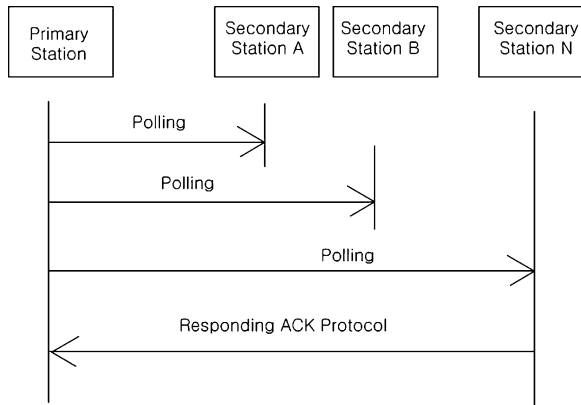 Primary
Station
Secondary
Station A
Secondary
Station B
Secondary
Station N
Polling
Polling
Polling
Responding ACK Protocol